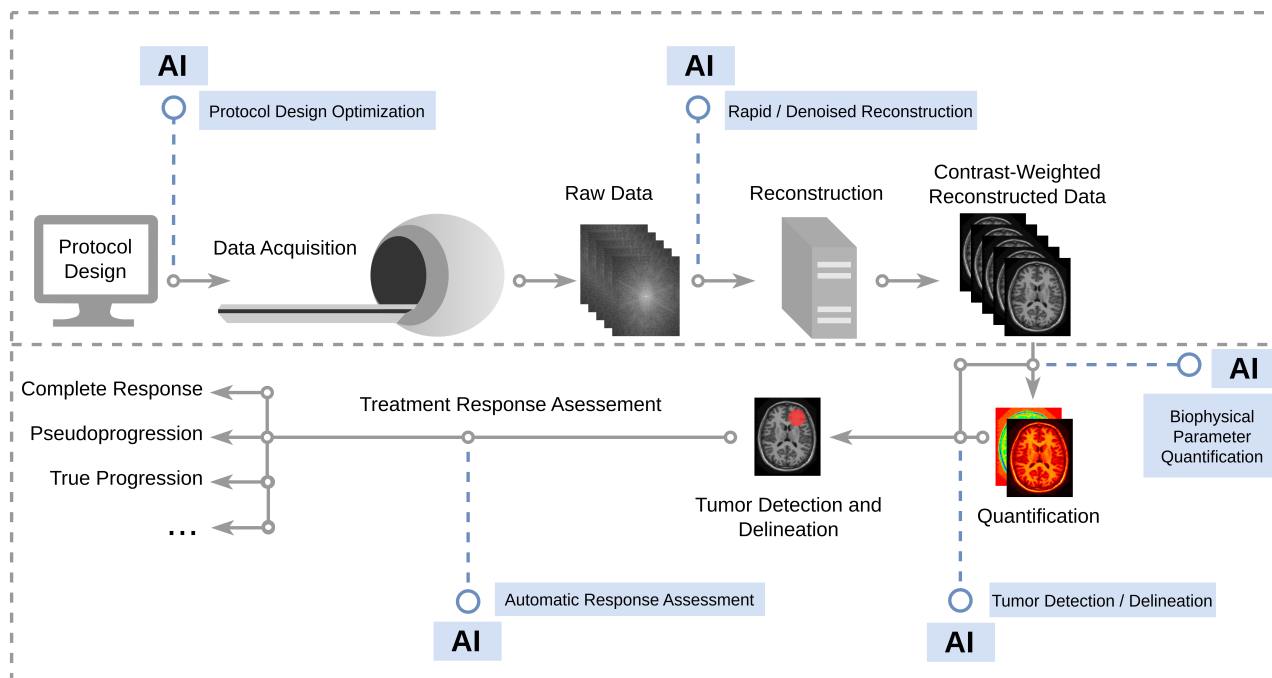 AI
Protocol Design Optimization
AI
Rapid / Denoised Reconstruction
Protocol
Design
Data Acquisition
Raw Data
Reconstruction
Contrast-Weighted
Reconstructed Data
AI
Biophysical
Parameter
Quantification
Quantification
Tumor Detection and
Delineation
Treatment Response Asessement
Complete Response
Pseudoprogression
True Progression
...
Automatic Response Assessment
AI
Tumor Detection / Delineation
AI